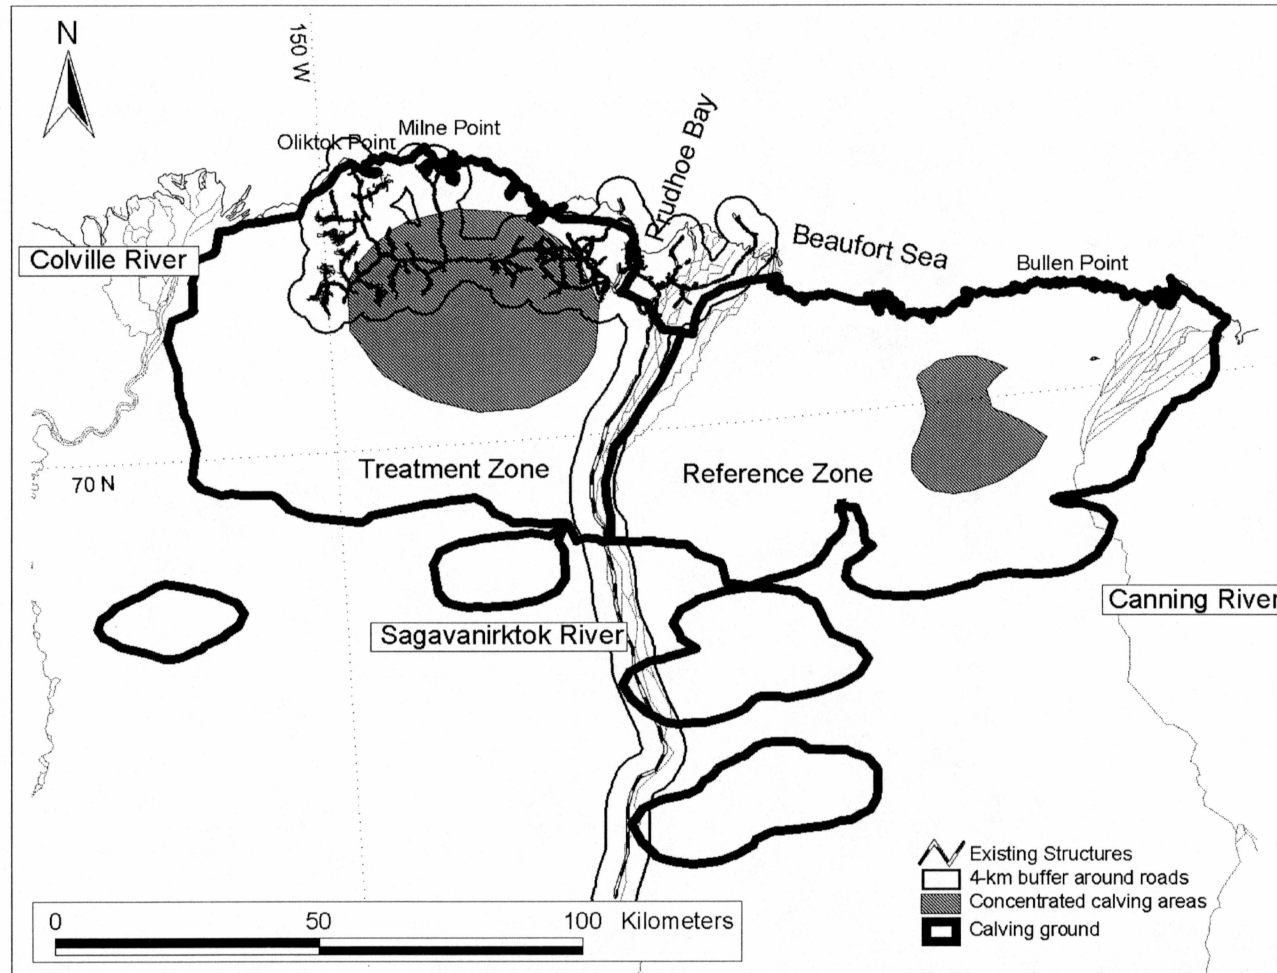 N
150 W
Oliktok Point
Milne Point
Prudhoe Bay
Colville River
Beaufort Sea
Bullen Point
70 N
Treatment Zone
Reference Zone
Canning River
Sagavanirktok River
Existing Structures
4-km buffer around roads
Concentrated calving areas
Calving ground
0 50 100 Kilometers